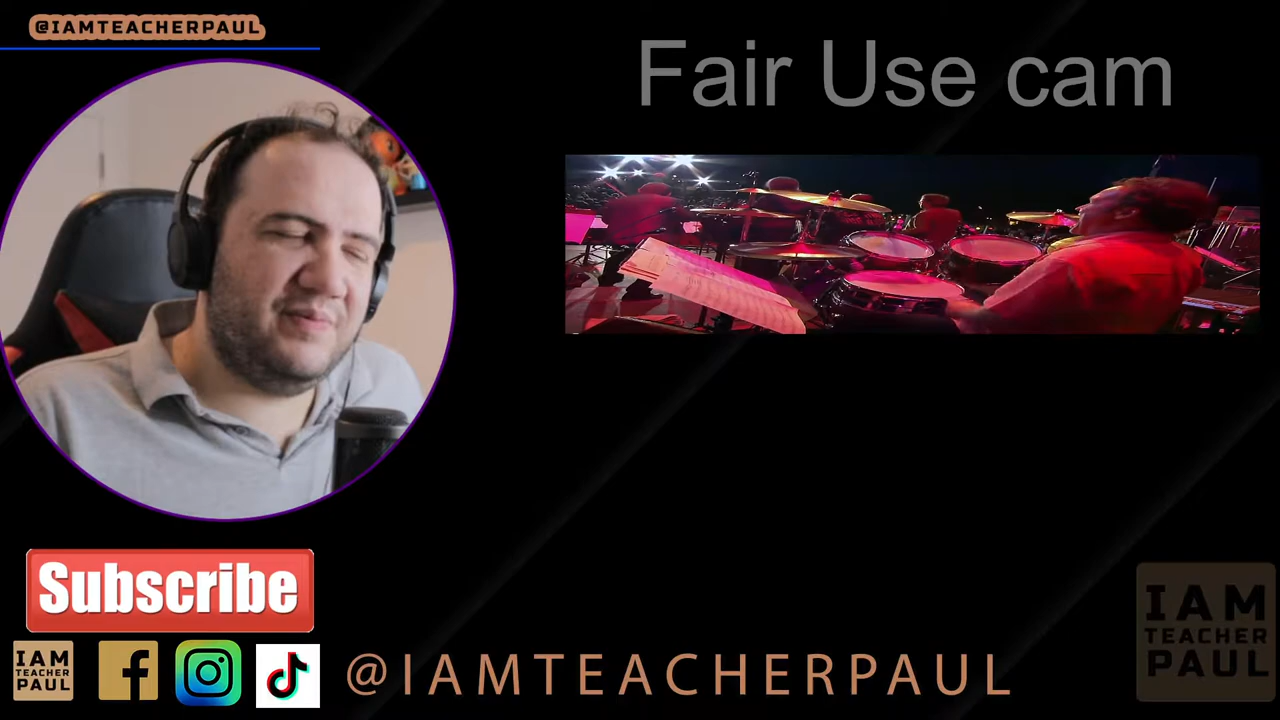 @IAMTEACHERPAUL
Fair Use cam
Subscribe
IAM
TEACHER
PAUL
@IAMTEACHERPAUL
IAM
TEACHER
PAUL